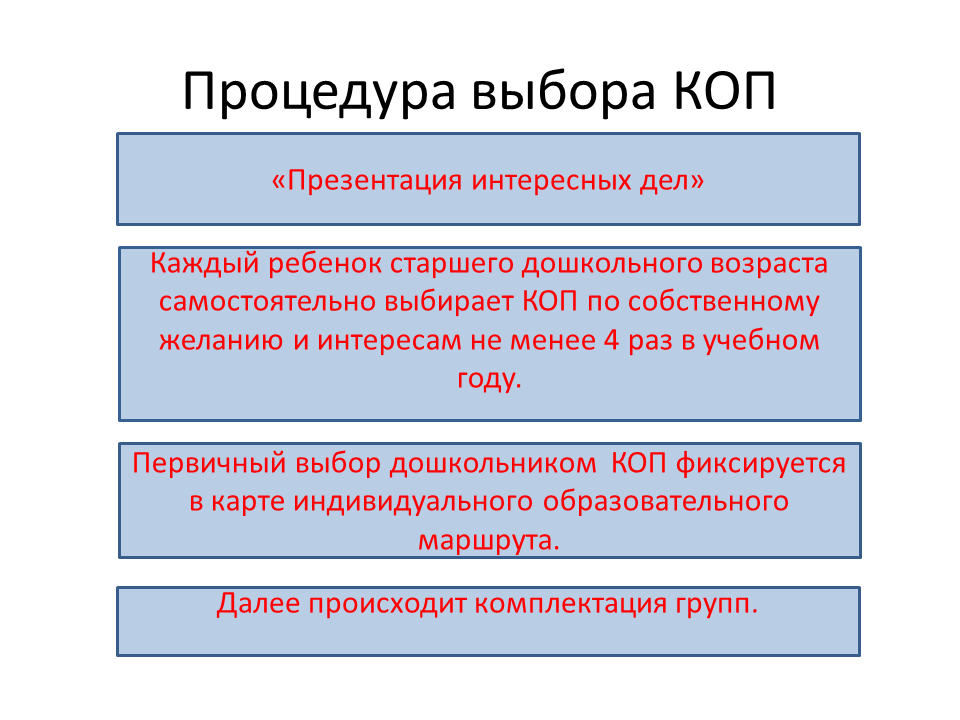 Процедура выбора КОП
«Презентация интересных дел»
Каждый ребенок старшего дошкольного возраста
самостоятельно выбирает КОП по собственному
желанию и интересам не менее 4 раз в учебном
году.
Первичный выбор дошкольником КОП фиксируется
в карте индивидуального образовательного
маршрута.
Далее происходит комплектация групп.